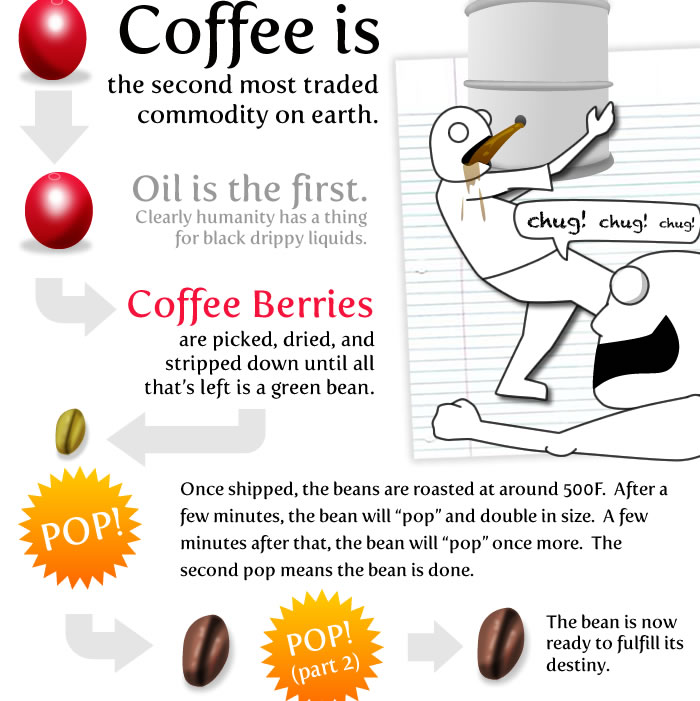 Coffee is
the second most traded
commodity on earth.
Oil is the first.
Clearly humanity has a thing
for black drippy liquids.
chug! chug! chug!
Coffee Berries
are picked, dried, and
stripped down until all
that's left is a green bean.
POP!
Once shipped, the beans are roasted at around 500F. After a
few minutes, the bean will “pop” and double in size. A few
minutes after that, the bean will “pop” once more. The
second pop means the bean is done.
POP!
(part 2)
The bean is now
ready to fulfill its
destiny.